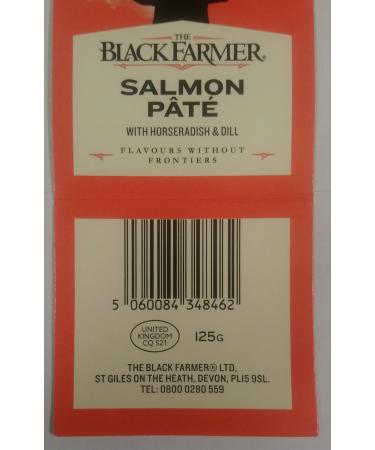 THE
BLACK FARMER®
SALMON
PÂTÉ
WITH HORSERADISH & DILL
FLAVOURS WITHOUT
FRONTIERS
5 060084 348462
UNITED
KINGDOM
CQ 521
125G
THE BLACK FARMER® LTD,
ST GILES ON THE HEATH, DEVON, PL15 9SL.
TEL: 0800 0280 559